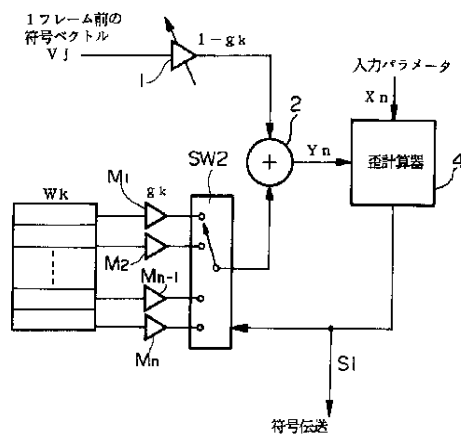 1フレーム前の
符号ベクトル
Vj
1-gk
1
入力パラメータ
Xn
2
Yn
歪計算器
4
SW2
M1
gk
Wk
M2
Mn-1
Mn
S1
符号伝送